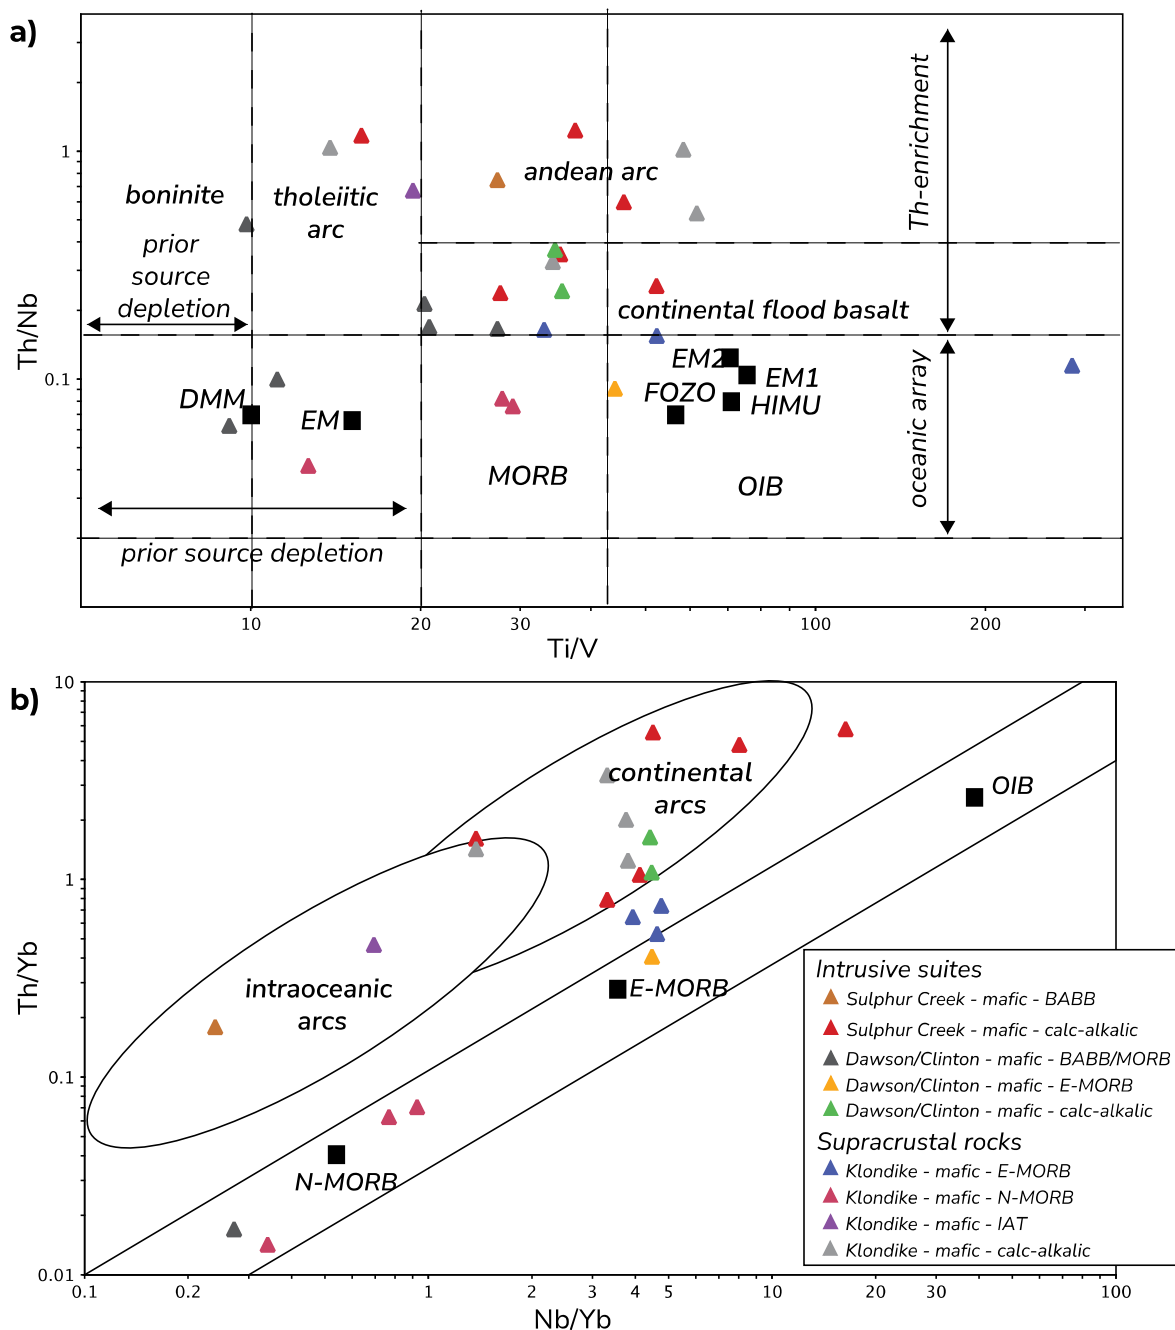 a)
Th/Nb
1
0.1
boninite
tholeiitic
arc
andean arc
prior
source
depletion
continental flood basalt
Th-enrichment
oceanic array
DMM
EM
EM2
EM1
FOZO
HIMU
MORB
OIB
prior source depletion
10
20
30
100
200
Ti/V
b)
Th/Yb
10
1
0.1
0.01
continental
arcs
OIB
intraoceanic
arcs
E-MORB
N-MORB
Intrusive suites
Sulphur Creek - mafic - BABB
Sulphur Creek - mafic - calc-alkalic
Dawson/Clinton - mafic - BABB/MORB
Dawson/Clinton - mafic - E-MORB
Dawson/Clinton - mafic - calc-alkalic
Supracrustal rocks
Klondike - mafic - E-MORB
Klondike - mafic - N-MORB
Klondike - mafic - IAT
Klondike - mafic - calc-alkalic
0.1
0.2
1
2
3
4
5
10
20
30
100
Nb/Yb